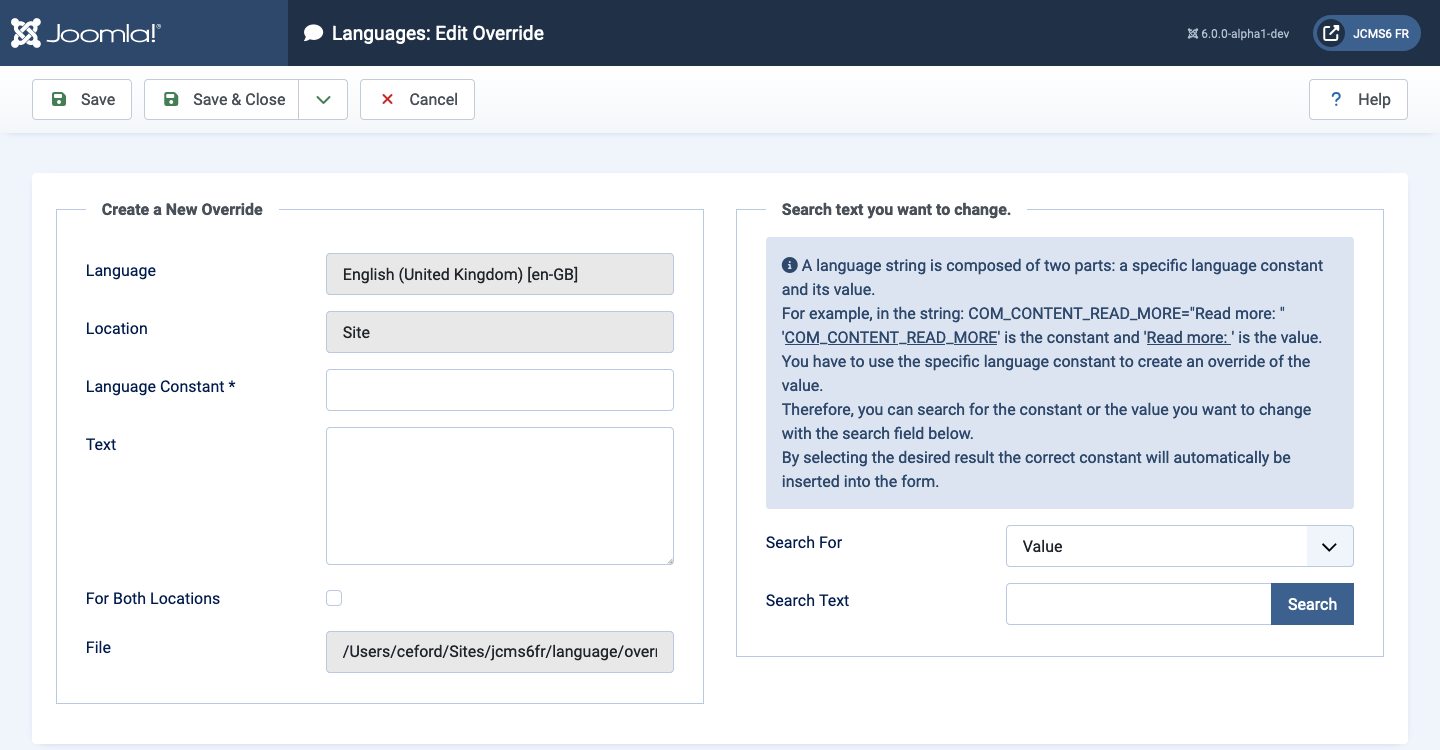 Joomla!®
Languages: Edit Override
6.0.0-alpha1-dev
JCMS6 FR
Save
Save & Close
Cancel
? Help
Create a New Override
Language
English (United Kingdom) [en-GB]
Location
Site
Language Constant *
Text
For Both Locations
File
/Users/ceford/Sites/jcms6fr/language/over
Search text you want to change.
A language string is composed of two parts: a specific language constant
and its value.
For example, in the string: COM_CONTENT_READ_MORE="Read more: "
'COM_CONTENT_READ_MORE' is the constant and 'Read more: ' is the value.
You have to use the specific language constant to create an override of the
value.
Therefore, you can search for the constant or the value you want to change
with the search field below.
By selecting the desired result the correct constant will automatically be
inserted into the form.
Search For
Value
Search Text
Search